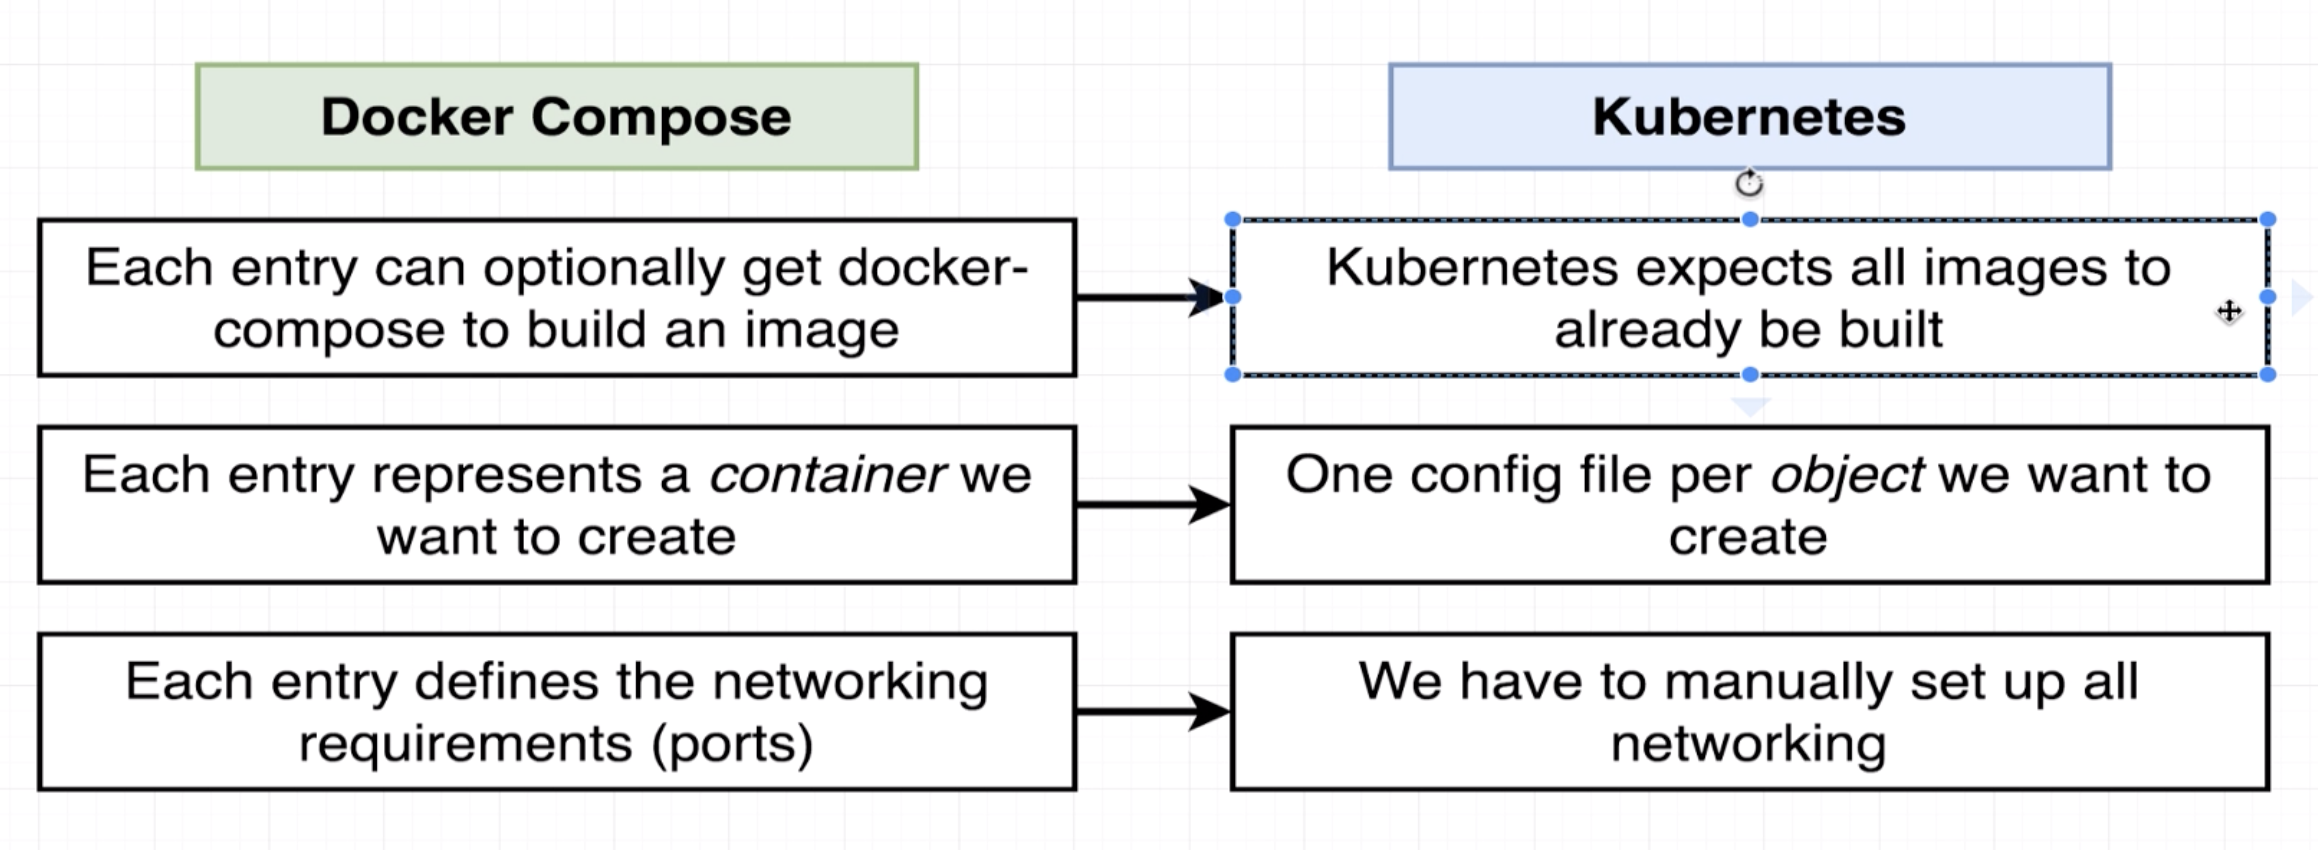 Docker Compose
Kubernetes
Each entry can optionally get docker-
compose to build an image
Kubernetes expects all images to
already be built
Each entry represents a container we
want to create
One config file per object we want to
create
Each entry defines the networking
requirements (ports)
We have to manually set up all
networking